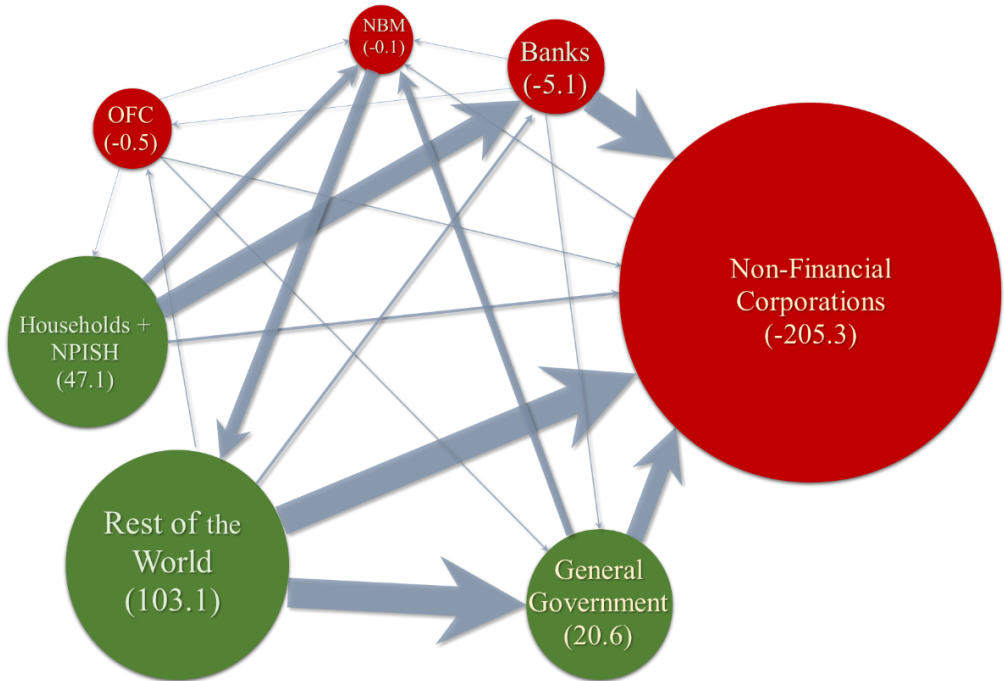 NBM
(-0.1)
Banks
(-5.1)
OFC
(-0.5)
Non-Financial
Corporations
(-205.3)
Households +
NPISH
(47.1)
Rest of the
World
(103.1)
General
Government
(20.6)